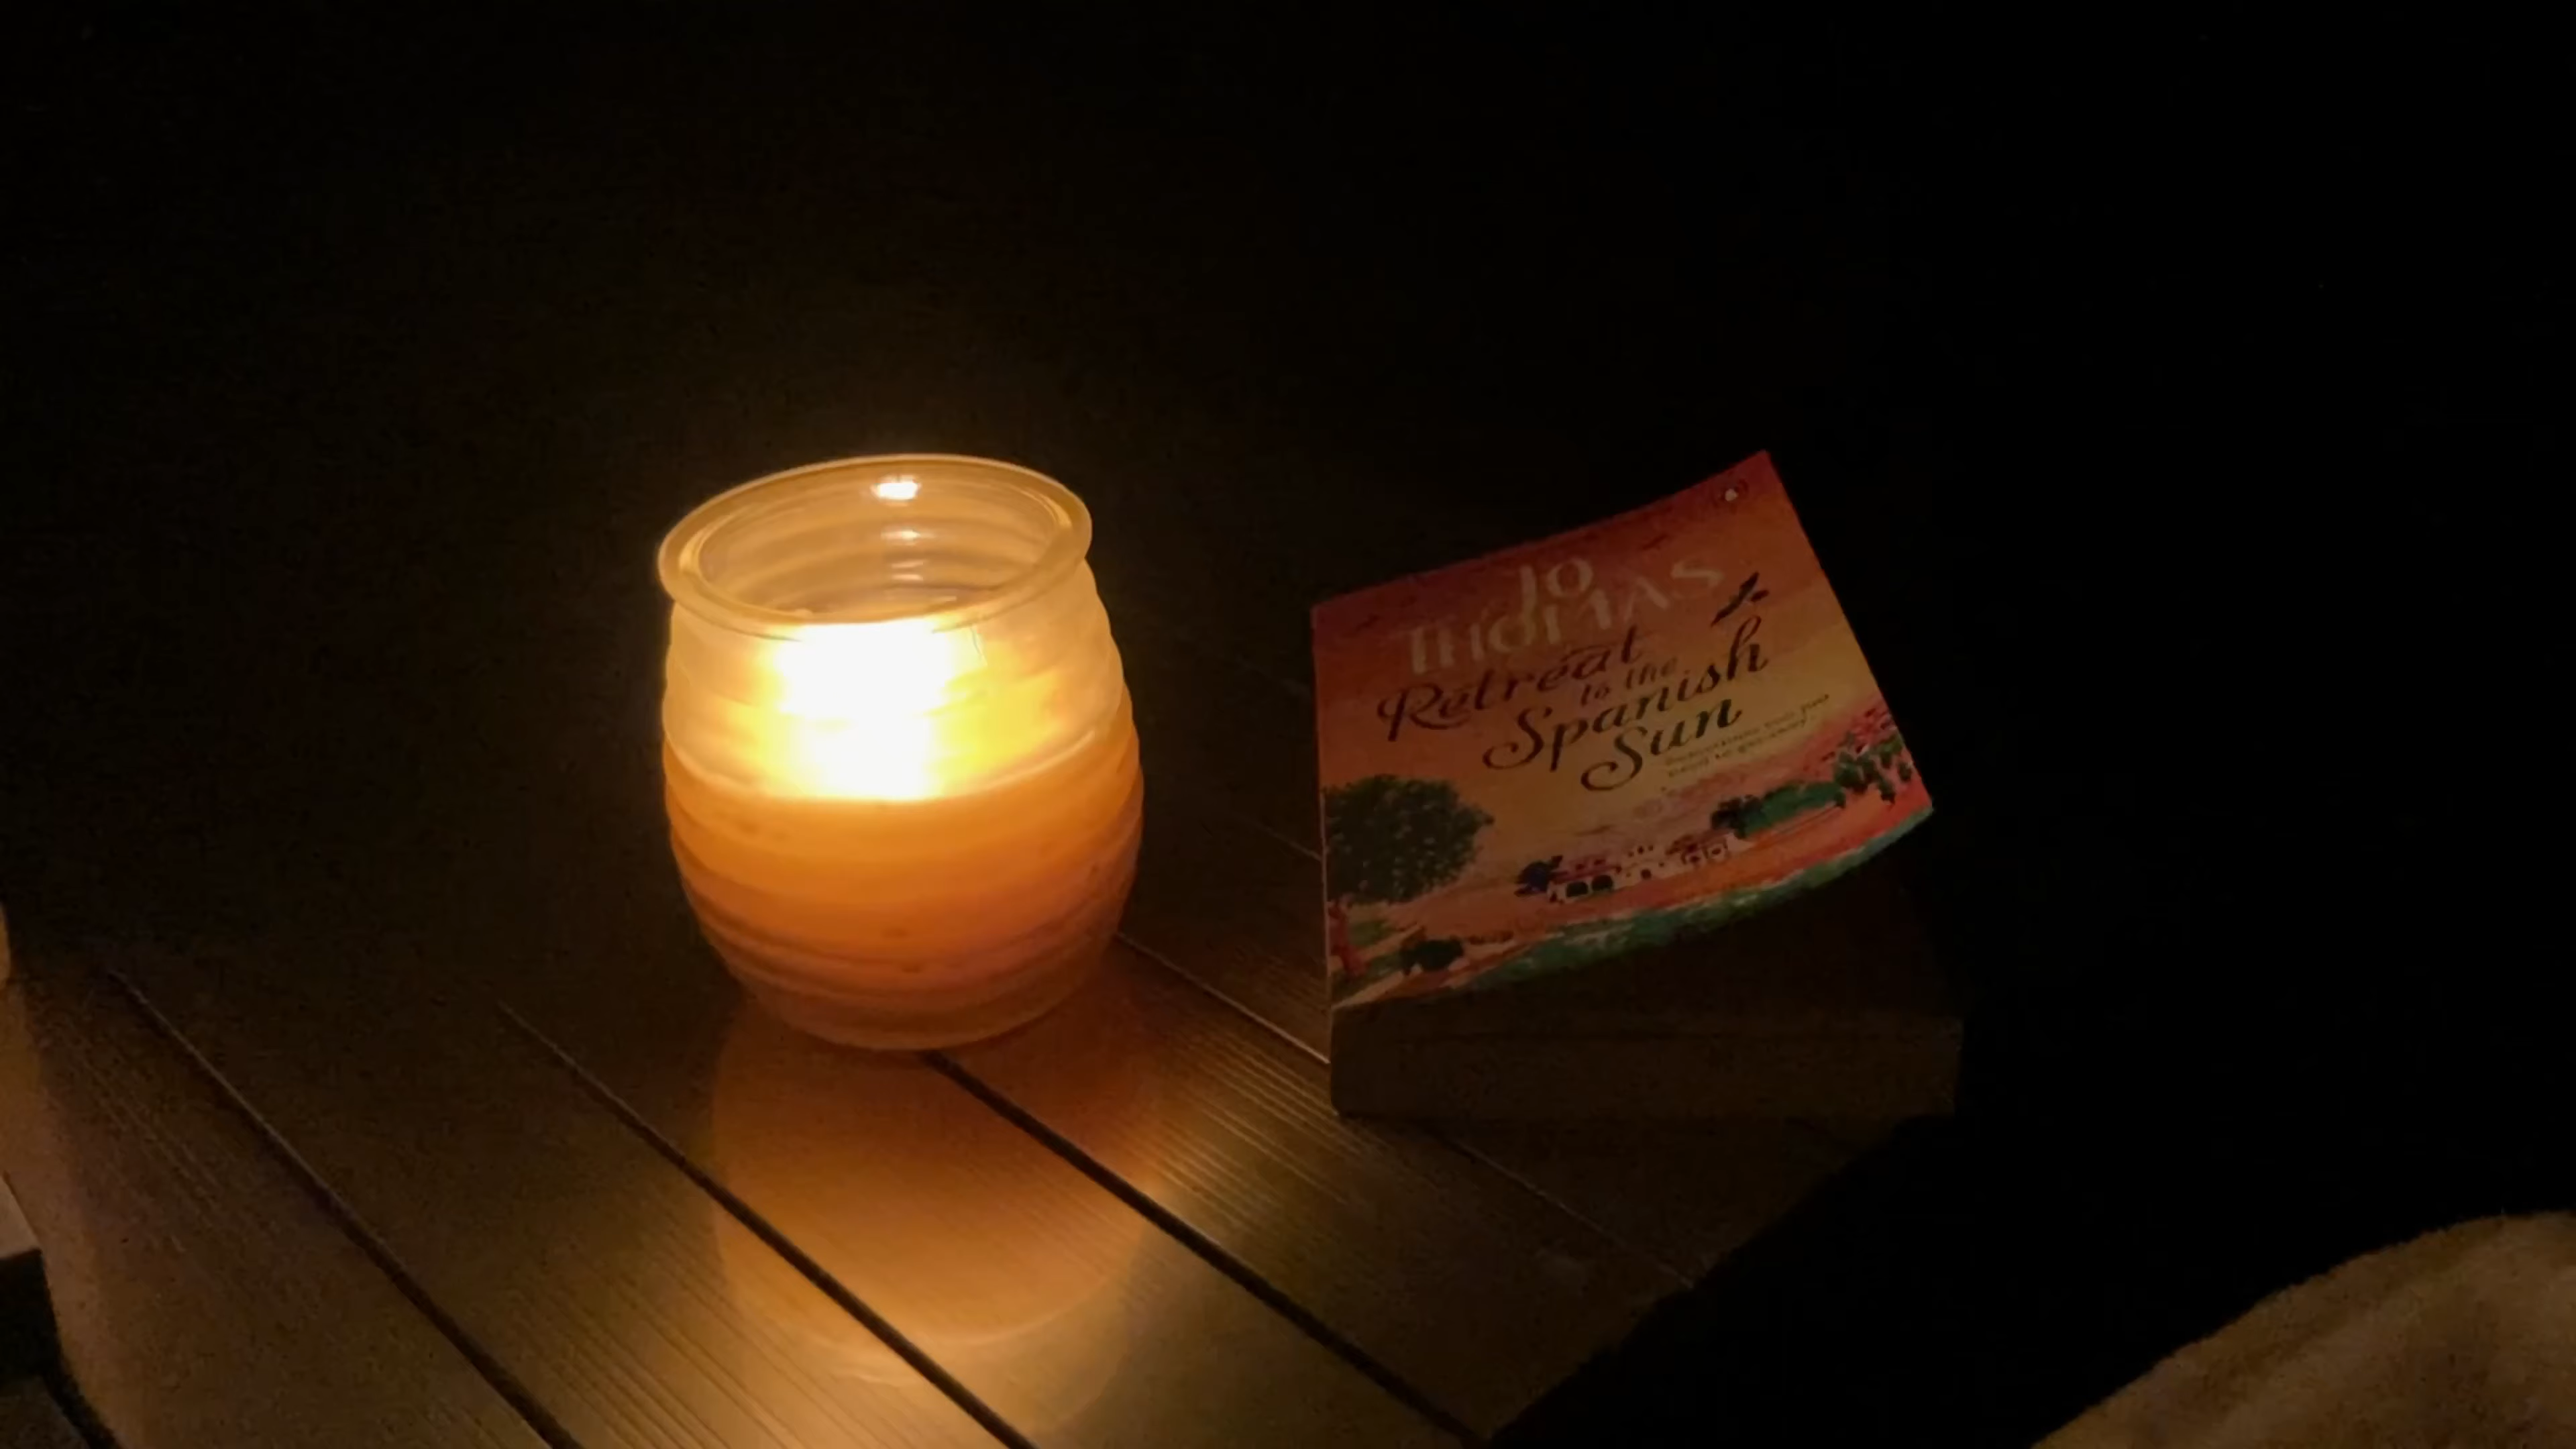 JO
THOMAS
Retreat
to the
Spanish
Sun